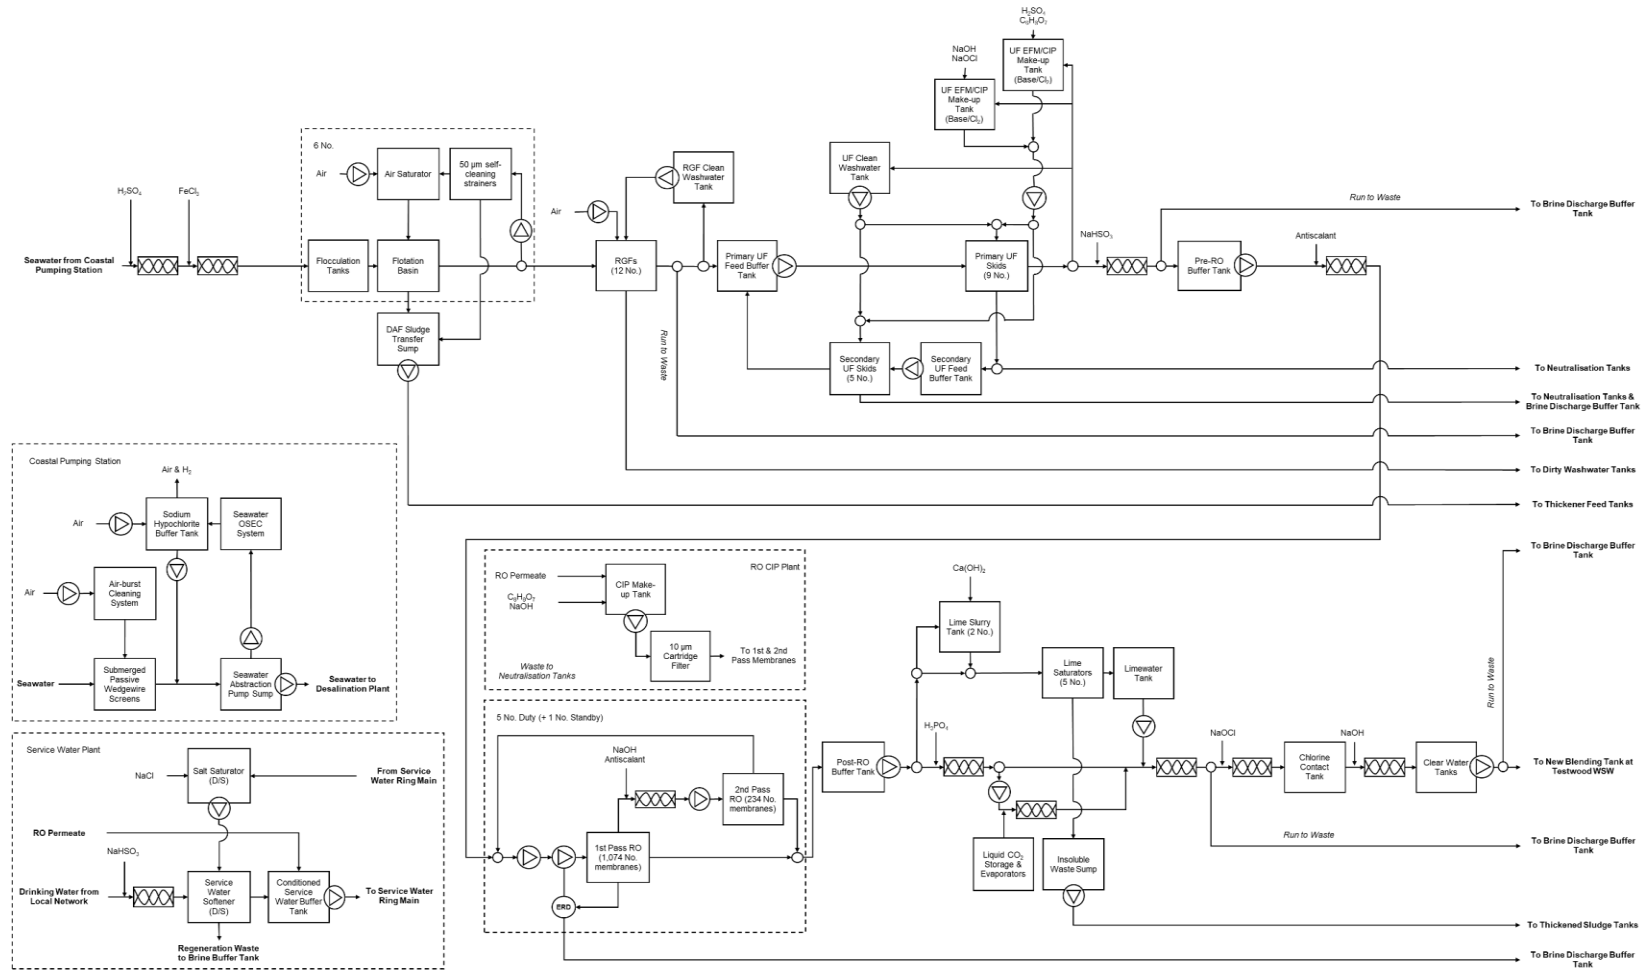 H₂SO₄
C₆H₈O₇
NaOH
NaOCl
UF EFM/CIP
Make-up
Tank
(Base/Cl₂)
UF EFM/CIP
Make-up
Tank
(Base/Cl₂)
6 No.
Air
Air Saturator
50 µm self-
cleaning
strainers
UF Clean
Washwater
Tank
RGF Clean
Washwater
Tank
H₂SO₄
FeCl₃
Air
Run to Waste
To Brine Discharge Buffer
Tank
NaHSO₃
Antiscalant
Seawater from Coastal
Pumping Station
Flocculation
Tanks
Flotation
Basin
RGFs
(12 No.)
Primary UF
Feed Buffer
Tank
Primary UF
Skids
(9 No.)
Pre-RO
Buffer Tank
DAF Sludge
Transfer
Sump
Run to Waste
Secondary
UF Skids
(5 No.)
Secondary
UF Feed
Buffer Tank
To Neutralisation Tanks
To Neutralisation Tanks &
Brine Discharge Buffer Tank
To Brine Discharge Buffer
Tank
To Dirty Washwater Tanks
To Thickener Feed Tanks
Coastal Pumping Station
Air & H₂
Air
Sodium
Hypochlorite
Buffer Tank
Seawater
OSEC
System
Air
Air-burst
Cleaning
System
Seawater
Submerged
Passive
Wedgewire
Screens
Seawater
Abstraction
Pump Sump
Seawater to
Desalination Plant
RO CIP Plant
RO Permeate
C₆H₈O₇
NaOH
CIP Make-
up Tank
10 µm
Cartridge
Filter
To 1st & 2nd
Pass Membranes
Waste to
Neutralisation Tanks
To Brine Discharge Buffer
Tank
Ca(OH)₂
Lime Slurry
Tank (2 No.)
Lime
Saturators
(5 No.)
Limewater
Tank
Run to Waste
5 No. Duty (+ 1 No. Standby)
NaOH
Antiscalant
2nd Pass
RO (234 No.
membranes)
1st Pass RO
(1,074 No.
membranes)
ERD
Post-RO
Buffer Tank
H₃PO₄
NaOCl
Chlorine
Contact
Tank
NaOH
Clear Water
Tanks
To New Blending Tank at
Testwood WSW
Liquid CO₂
Storage &
Evaporators
Insoluble
Waste Sump
Run to Waste
To Brine Discharge Buffer
Tank
To Thickened Sludge Tanks
To Brine Discharge Buffer
Tank
Service Water Plant
NaCl
Salt Saturator
(D/S)
From Service
Water Ring Main
RO Permeate
NaHSO₃
Drinking Water from
Local Network
Service
Water
Softener
(D/S)
Conditioned
Service
Water Buffer
Tank
To Service Water
Ring Main
Regeneration Waste
to Brine Buffer Tank